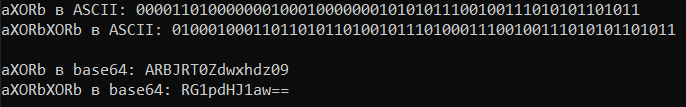 aXORb в ASCII: 00001101000000010001000000010101011100100111010101101011
aXORbXORb в ASCII: 01000100011011010110100101110100011100100111010101101011
aXORb в base64: ARBJRT0Zdwxhdz09
aXORbXORb в base64: RG1pdHJ1aw==